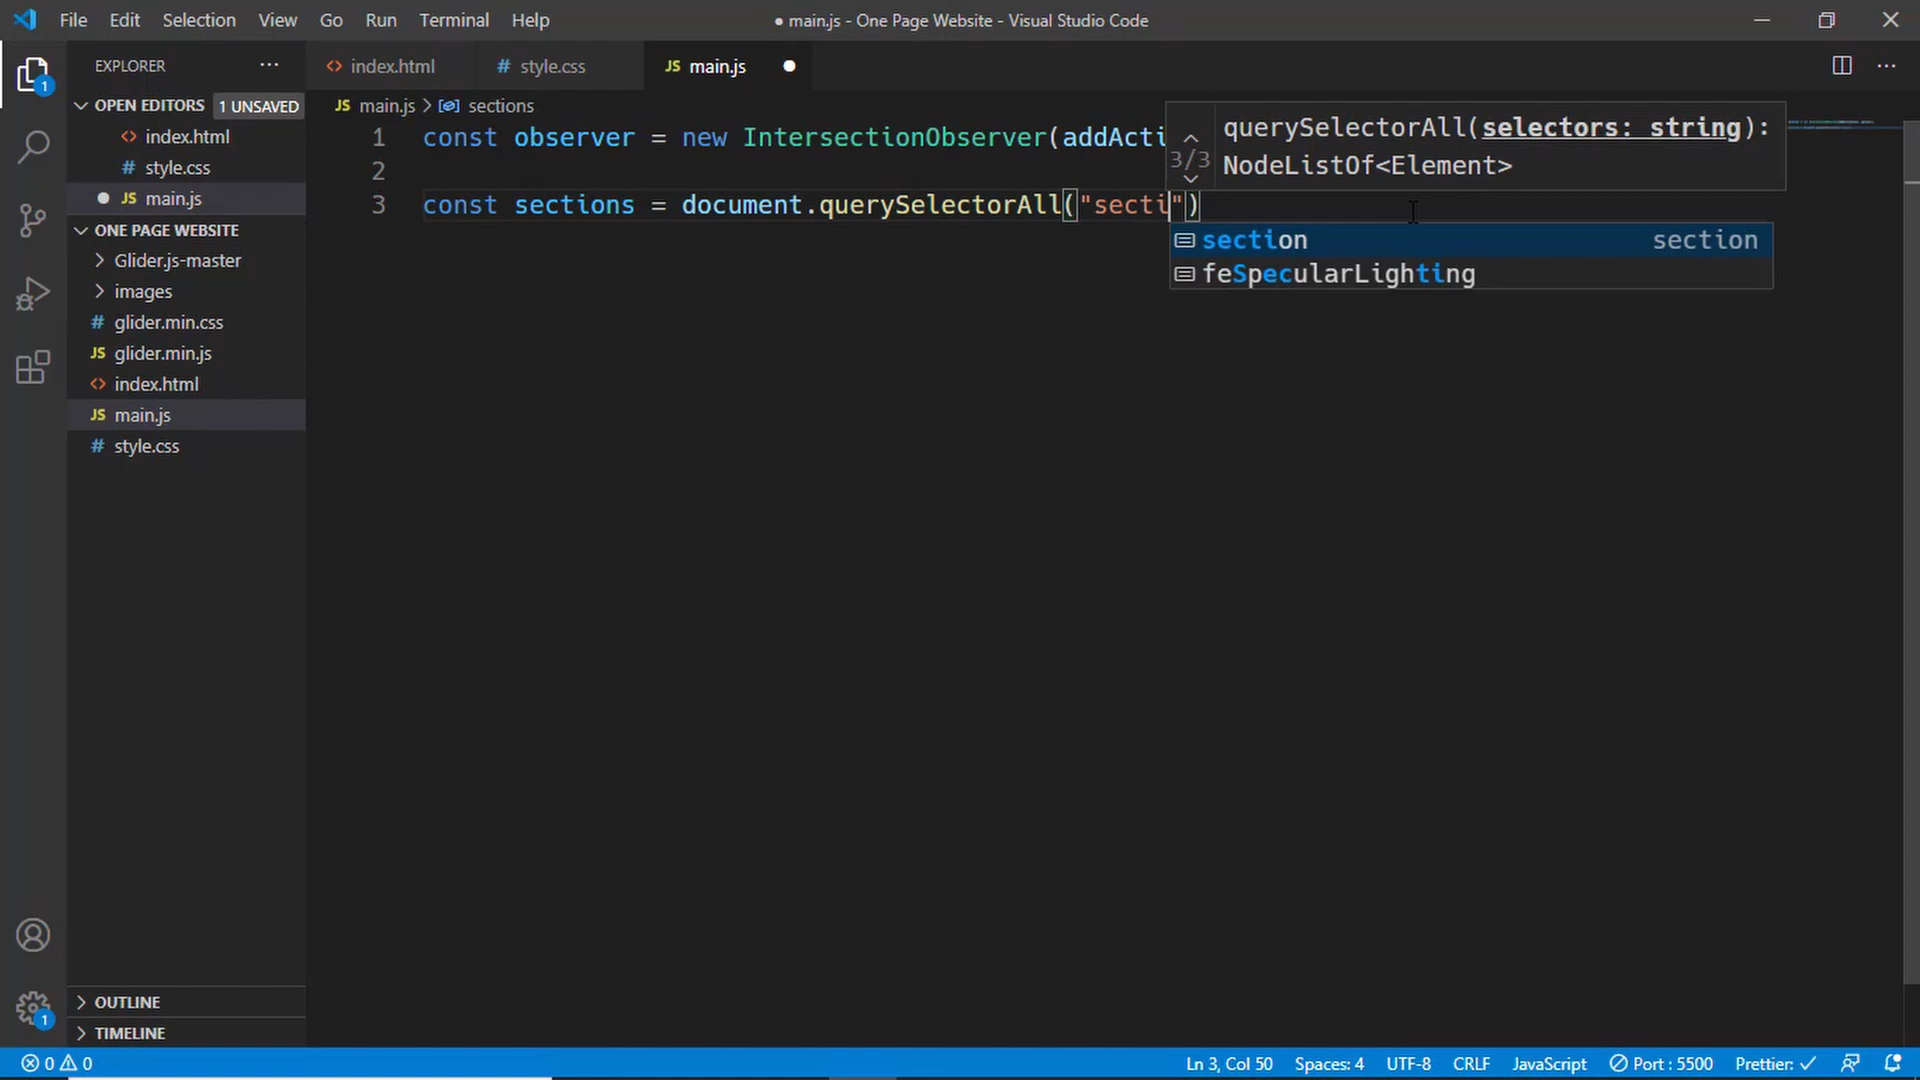 File Edit Selection View Go Run Terminal Help
● main.js - One Page Website - Visual Studio Code
EXPLORER
index.html
style.css
JS main.js
OPEN EDITORS 1 UNSAVED
index.html
# style.css
JS main.js
ONE PAGE WEBSITE
Glider.js-master
images
# glider.min.css
JS glider.min.js
index.html
JS main.js
# style.css
OUTLINE
TIMELINE
JS main.js > sections
1 const observer = new IntersectionObserver(addActi
2
3 const sections = document.querySelectorAll("secti")
3/3
querySelectorAll(selectors: string):
NodeListOf<Element>
section section
feSpecularLighting
1
1
0 0
Ln 3, Col 50 Spaces: 4 UTF-8 CRLF JavaScript Port : 5500 Prettier: ✓